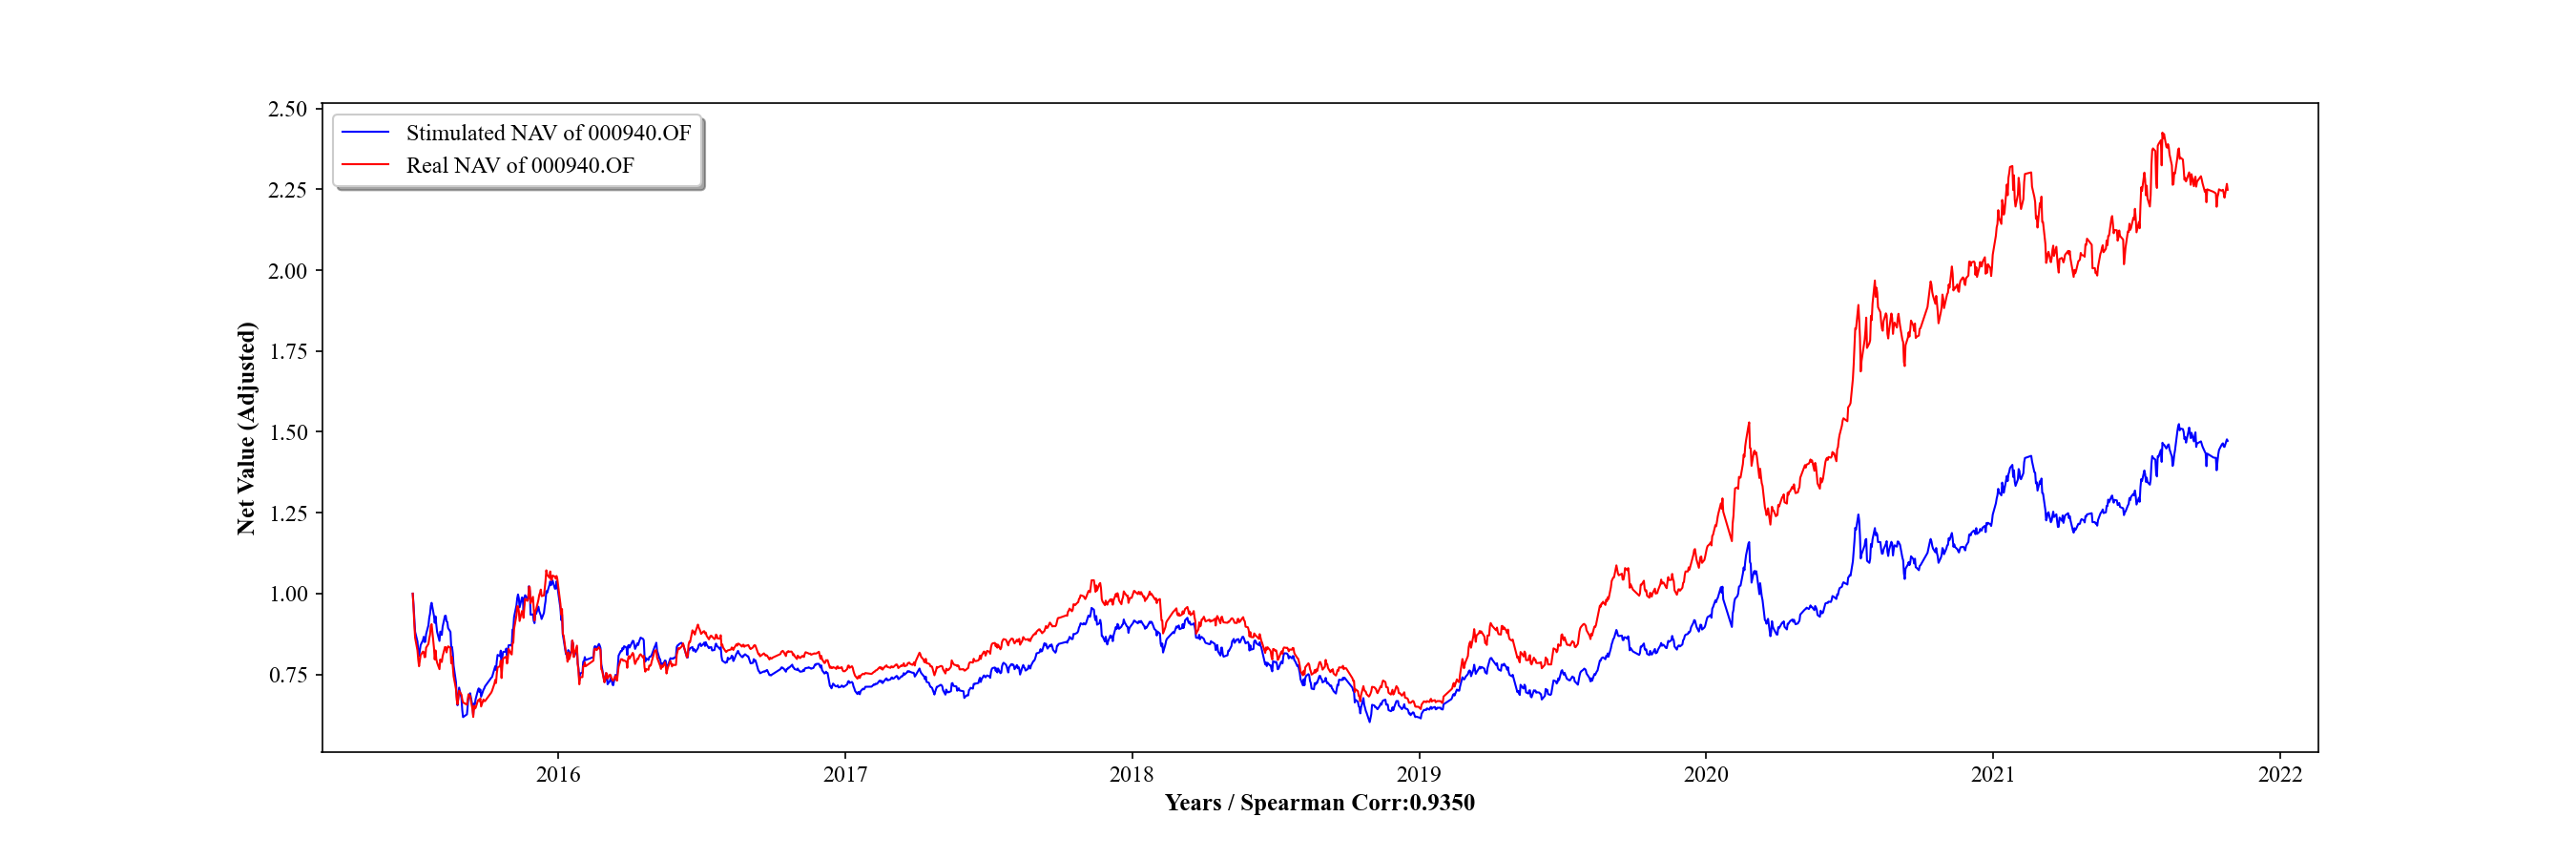 2.50
2.25
2.00
1.75
1.50
1.25
1.00
0.75
Net Value (Adjusted)
Stimulated NAV of 000940.OF
Real NAV of 000940.OF
2016 2017 2018 2019 2020 2021 2022
Years / Spearman Corr:0.9350